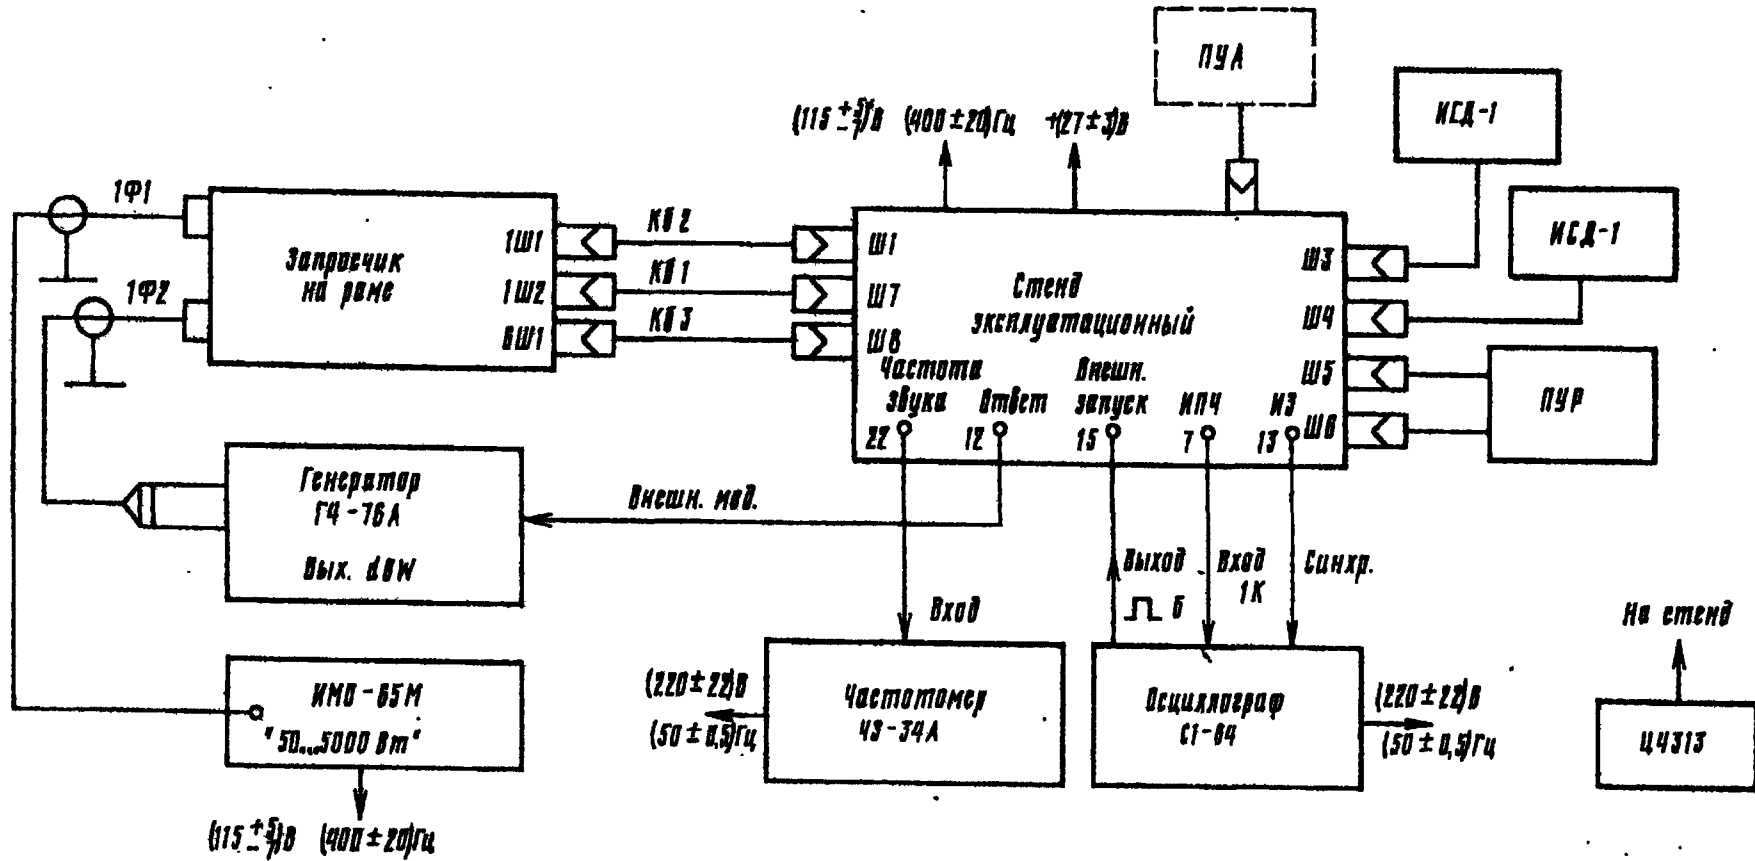 ПУА
ИСД-1
(115 +5 -7)В (400±20)Гц +(27±3)В
1Ф1
ИСД-1
Запросчик
на раме
1Ш1
1Ш2
6Ш1
КБ 2
КБ 1
КБ 3
Ш1
Ш7
Ш8
Стенд
эксплуатационный
Ш3
Ш4
Ш5
Ш6
1Ф2
Частота
звука
22
Ответ
12
Внешн.
запуск
15
ИПЧ
7
ИЗ
13
ПУР
Генератор
Г4-76А
Вых. dBW
Внешн. мод.
Вход
Выход
Б
Вход
1К
Синхр.
На стенд
ИМО-65М
"50...5000 Вт"
(115 +5 -7)В (400±20)Гц
(220±22)В
(50±0,5)Гц
Частотомер
Ч3-34А
Осциллограф
С1-64
(220±22)В
(50±0,5)Гц
Ц4313